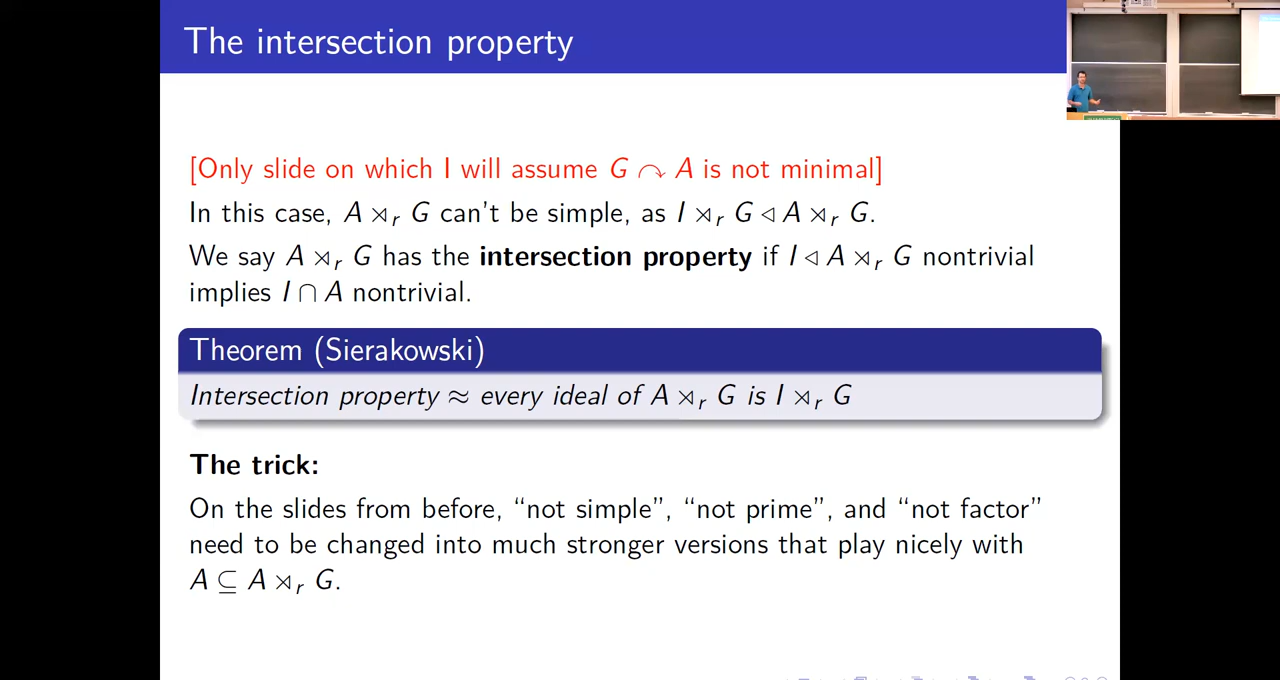 The intersection property
[Only slide on which I will assume G ↷ A is not minimal]
In this case, A ⋊r G can't be simple, as I ⋊r G ◁ A ⋊r G.
We say A ⋊r G has the intersection property if I ◁ A ⋊r G nontrivial
implies I ∩ A nontrivial.
Theorem (Sierakowski)
Intersection property ≈ every ideal of A ⋊r G is I ⋊r G
The trick:
On the slides from before, “not simple”, “not prime”, and “not factor”
need to be changed into much stronger versions that play nicely with
A ⊆ A ⋊r G.